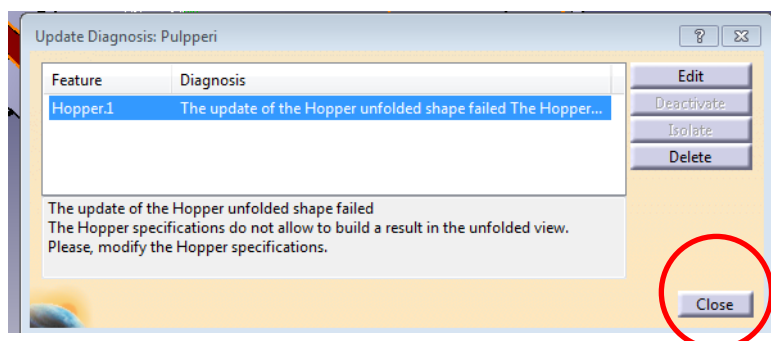 Update Diagnosis: Pulpperi
Feature Diagnosis
Hopper.1 The update of the Hopper unfolded shape failed The Hopper...
Edit
Deactivate
Isolate
Delete
The update of the Hopper unfolded shape failed
The Hopper specifications do not allow to build a result in the unfolded view.
Please, modify the Hopper specifications.
Close